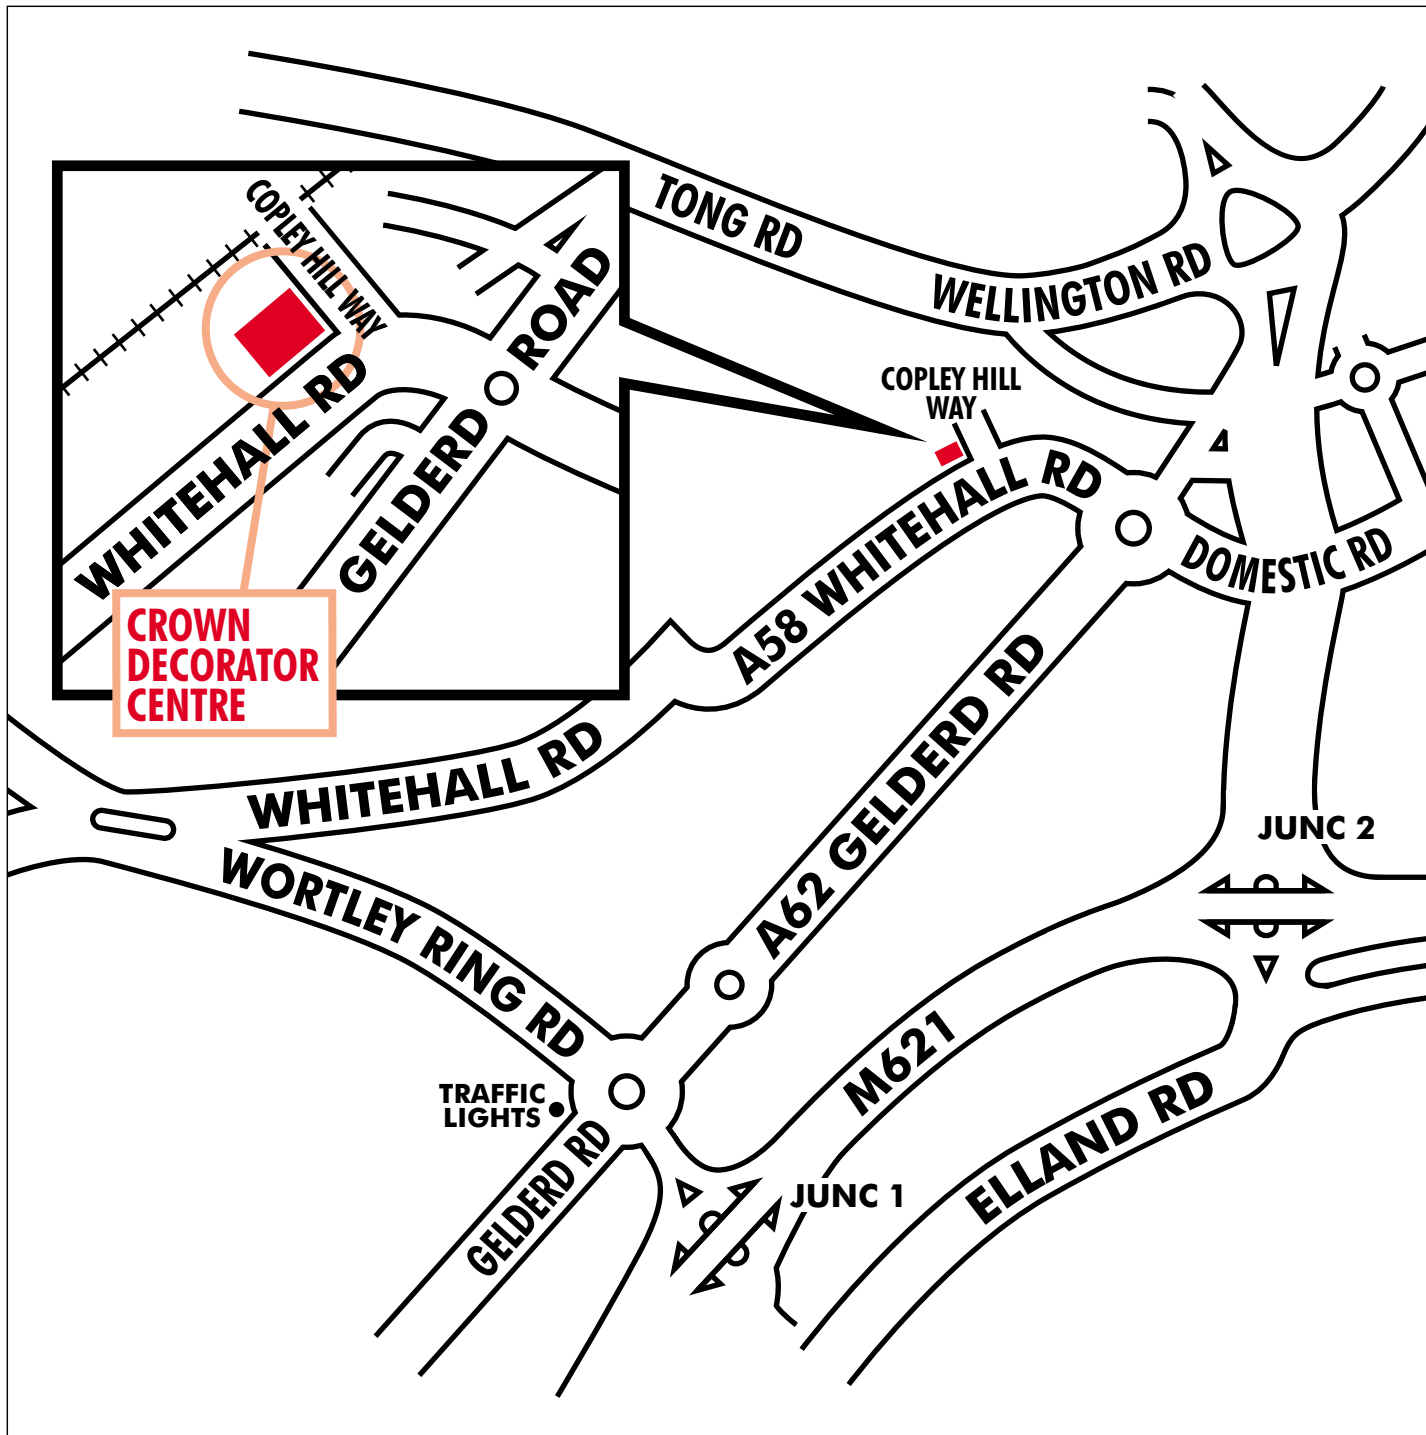 TONG RD
WELLINGTON RD
COPLEY HILL WAY
GELDERD ROAD
WHITEHALL RD
CROWN
DECORATOR
CENTRE
COPLEY HILL
WAY
A58 WHITEHALL RD
DOMESTIC RD
WHITEHALL RD
A62 GELDERD RD
JUNC 2
WORTLEY RING RD
M621
TRAFFIC
LIGHTS
ELLAND RD
GELDERD RD
JUNC 1